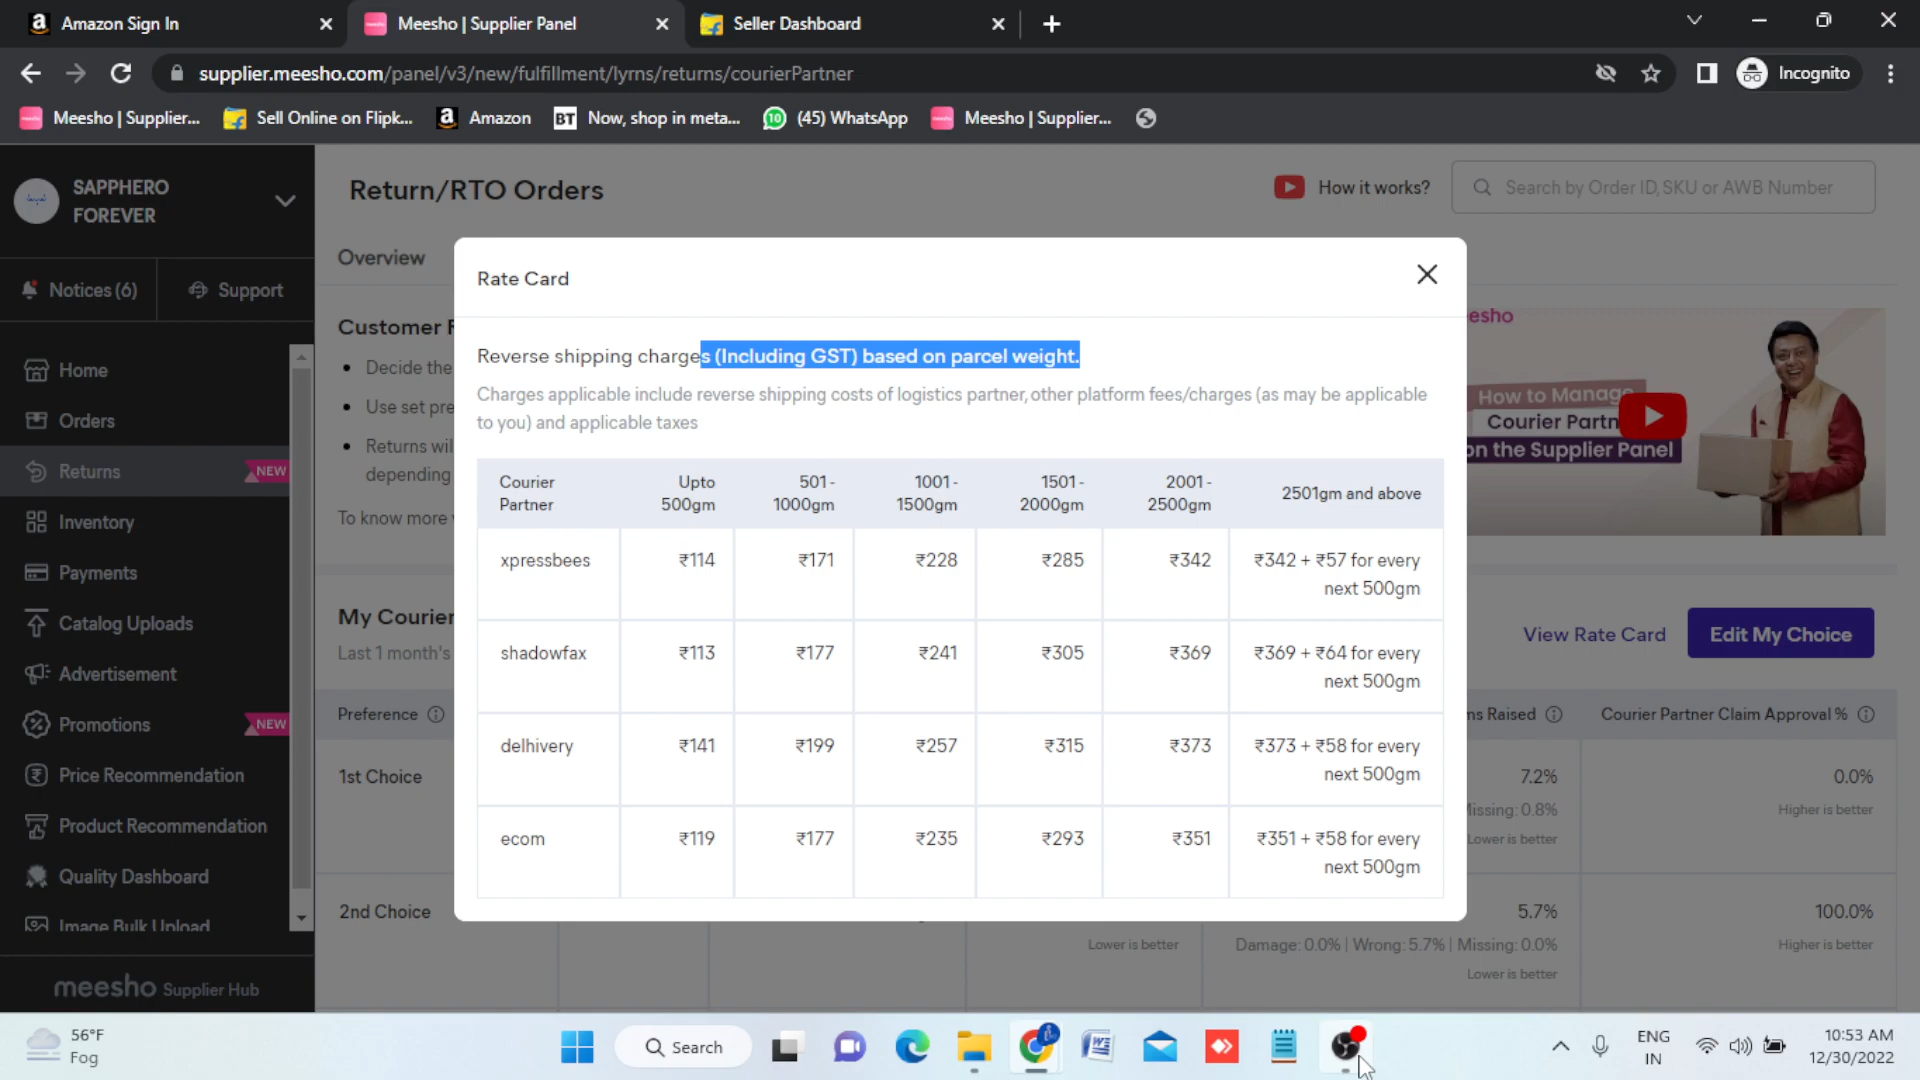 Amazon Sign In
Meesho | Supplier Panel
Seller Dashboard
supplier.meesho.com/panel/v3/new/fulfillment/lyrns/returns/courierPartner
Incognito
Meesho | Supplier...
Sell Online on Flipk...
Amazon
BT Now, shop in meta...
10 (45) WhatsApp
Meesho | Supplier...
SAPPHERO
FOREVER
Notices (6)
Support
Home
Orders
Returns
NEW
Inventory
Payments
Catalog Uploads
Advertisement
Promotions
NEW
Price Recommendation
Product Recommendation
Quality Dashboard
Image Bulk Upload
meesho Supplier Hub
Return/RTO Orders
How it works?
Search by Order ID, SKU or AWB Number
Overview
Decide the
Use set pre
Returns wil
depending
To know more
My Courier
Last 1 month's
Preference
1st Choice
2nd Choice
Rate Card
Reverse shipping charges (Including GST) based on parcel weight.
Charges applicable include reverse shipping costs of logistics partner, other platform fees/charges (as may be applicable
to you) and applicable taxes
Courier Partner | Upto 500gm | 501-1000gm | 1001-1500gm | 1501-2000gm | 2001-2500gm | 2501gm and above
xpressbees ₹114 ₹171 ₹228 ₹285 ₹342 ₹342 + ₹57 for every
next 500gm
shadowfax ₹113 ₹177 ₹241 ₹305 ₹369 ₹369 + ₹64 for every
next 500gm
delhivery ₹141 ₹199 ₹257 ₹315 ₹373 ₹373 + ₹58 for every
next 500gm
ecom ₹119 ₹177 ₹235 ₹293 ₹351 ₹351 + ₹58 for every
next 500gm
esho
How to Manage
Courier Partn
on the Supplier Panel
View Rate Card
Edit My Choice
ns Raised
Courier Partner Claim Approval %
7.2%
0.0%
Missing: 0.8%
Higher is better
Lower is better
5.7%
100.0%
Lower is better
Damage: 0.0% | Wrong: 5.7% | Missing: 0.0%
Higher is better
Lower is better
56°F
Fog
Search
ENG
IN
10:53 AM
12/30/2022